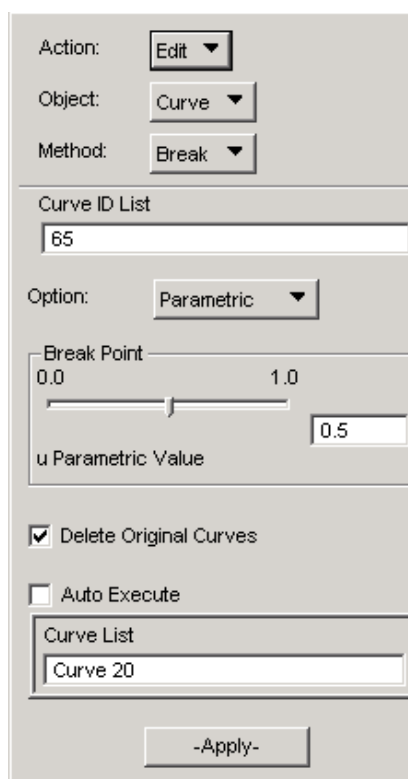 Action: Edit
Object: Curve
Method: Break
Curve ID List
65
Option: Parametric
Break Point
0.0 1.0
0.5
u Parametric Value
Delete Original Curves
Auto Execute
Curve List
Curve 20
-Apply-